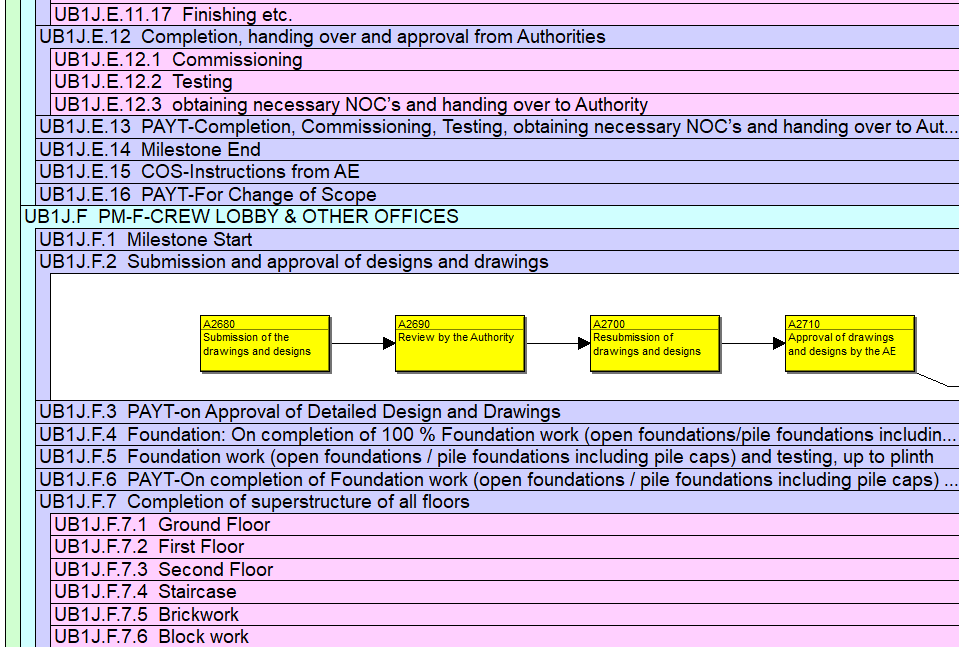 UB1J.E.11.17 Finishing etc.
UB1J.E.12 Completion, handing over and approval from Authorities
UB1J.E.12.1 Commissioning
UB1J.E.12.2 Testing
UB1J.E.12.3 obtaining necessary NOC’s and handing over to Authority
UB1J.E.13 PAYT-Completion, Commissioning, Testing, obtaining necessary NOC’s and handing over to Aut...
UB1J.E.14 Milestone End
UB1J.E.15 COS-Instructions from AE
UB1J.E.16 PAYT-For Change of Scope
UB1J.F PM-F-CREW LOBBY & OTHER OFFICES
UB1J.F.1 Milestone Start
UB1J.F.2 Submission and approval of designs and drawings
A2680
Submission of the
drawings and designs
A2690
Review by the Authority
A2700
Resubmission of
drawings and designs
A2710
Approval of drawings
and designs by the AE
UB1J.F.3 PAYT-on Approval of Detailed Design and Drawings
UB1J.F.4 Foundation: On completion of 100 % Foundation work (open foundations/pile foundations includin...
UB1J.F.5 Foundation work (open foundations / pile foundations including pile caps) and testing, up to plinth
UB1J.F.6 PAYT-On completion of Foundation work (open foundations / pile foundations including pile caps) ...
UB1J.F.7 Completion of superstructure of all floors
UB1J.F.7.1 Ground Floor
UB1J.F.7.2 First Floor
UB1J.F.7.3 Second Floor
UB1J.F.7.4 Staircase
UB1J.F.7.5 Brickwork
UB1J.F.7.6 Block work